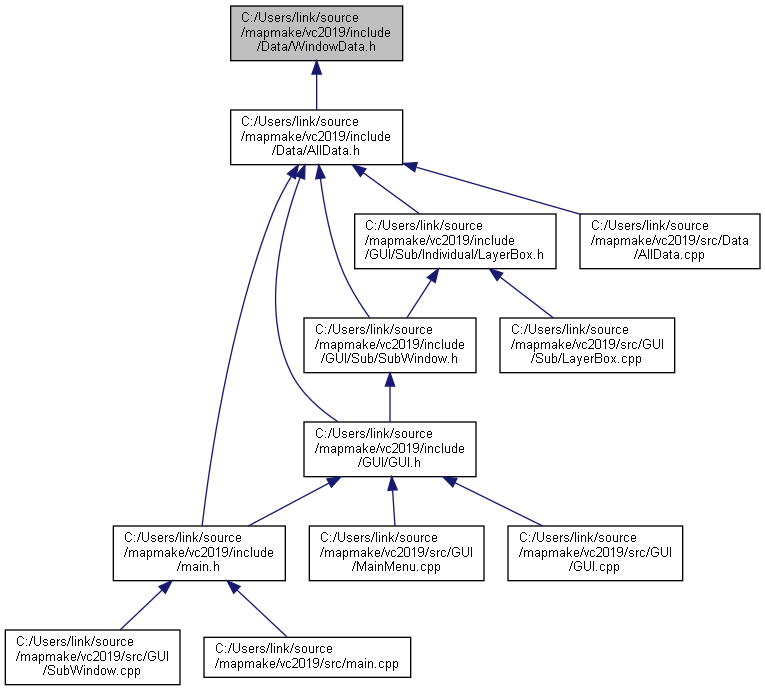 C:/Users/link/source
/mapmake/vc2019/include
/Data/WindowData.h
C:/Users/link/source
/mapmake/vc2019/include
/Data/AllData.h
C:/Users/link/source
/mapmake/vc2019/include
/GUI/Sub/Individual/LayerBox.h
C:/Users/link/source
/mapmake/vc2019/src/Data
/AllData.cpp
C:/Users/link/source
/mapmake/vc2019/include
/GUI/Sub/SubWindow.h
C:/Users/link/source
/mapmake/vc2019/src/GUI
/Sub/LayerBox.cpp
C:/Users/link/source
/mapmake/vc2019/include
/GUI/GUI.h
C:/Users/link/source
/mapmake/vc2019/include
/main.h
C:/Users/link/source
/mapmake/vc2019/src/GUI
/MainMenu.cpp
C:/Users/link/source
/mapmake/vc2019/src/GUI
/GUI.cpp
C:/Users/link/source
/mapmake/vc2019/src/GUI
/SubWindow.cpp
C:/Users/link/source
/mapmake/vc2019/src/main.cpp